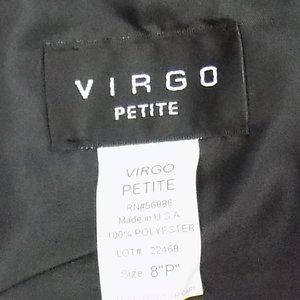 VIRGO
PETITE
VIRGO
PETITE
RN#56886
Made in U.S.A
100% POLYESTER
LOT# 22468
Size 8"P"